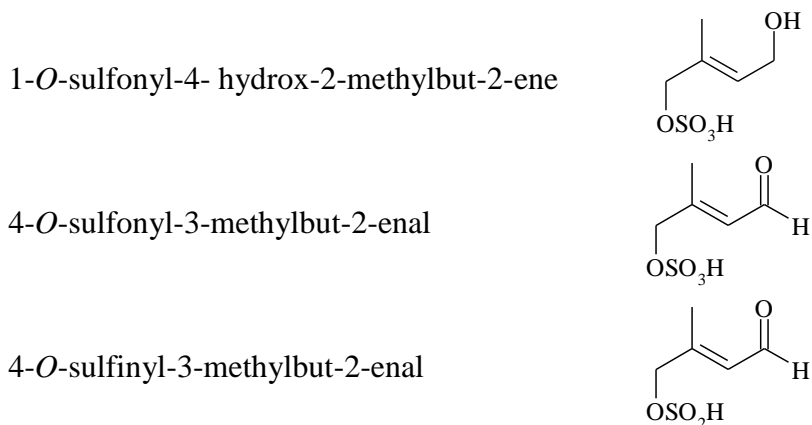 OH
1-O-sulfonyl-4- hydrox-2-methylbut-2-ene
OSO3H
O
4-O-sulfonyl-3-methylbut-2-enal
H
OSO3H
O
4-O-sulfinyl-3-methylbut-2-enal
H
OSO2H